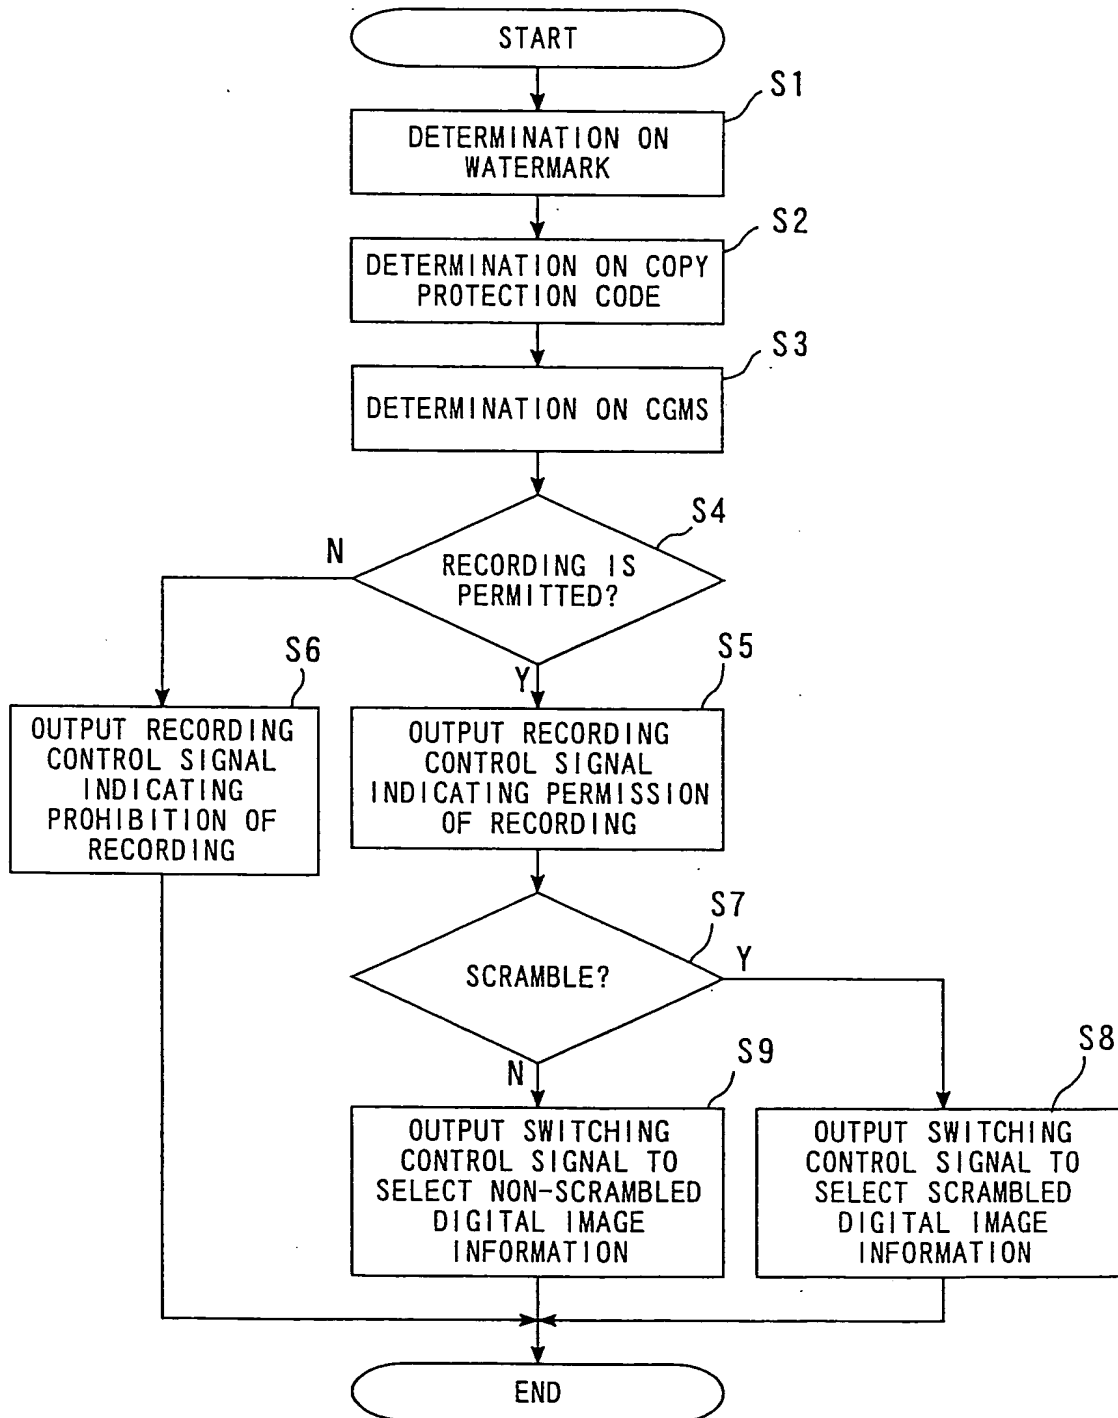 START
S1
DETERMINATION ON
WATERMARK
S2
DETERMINATION ON COPY
PROTECTION CODE
S3
DETERMINATION ON CGMS
S4
N
RECORDING IS
PERMITTED?
S6
Y
S5
OUTPUT RECORDING
CONTROL SIGNAL
INDICATING
PROHIBITION OF
RECORDING
OUTPUT RECORDING
CONTROL SIGNAL
INDICATING PERMISSION
OF RECORDING
S7
SCRAMBLE?
Y
N
S9
S8
OUTPUT SWITCHING
CONTROL SIGNAL TO
SELECT NON-SCRAMBLED
DIGITAL IMAGE
INFORMATION
OUTPUT SWITCHING
CONTROL SIGNAL TO
SELECT SCRAMBLED
DIGITAL IMAGE
INFORMATION
END